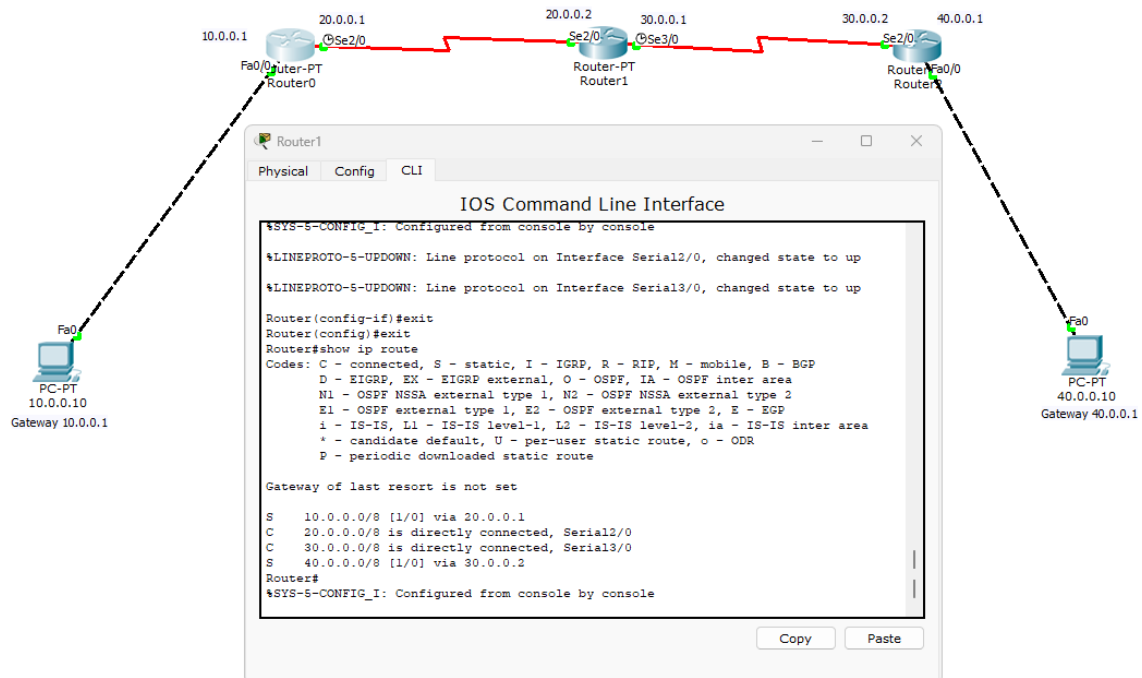 20.0.0.1
20.0.0.2
30.0.0.1
30.0.0.2
40.0.0.1
10.0.0.1
Se2/0
Se2/0
Se3/0
Se2/0
Fa0/0
Router-PT
Router0
Router-PT
Router1
Fa0/0
Router2
Router1
Physical Config CLI
IOS Command Line Interface
%SYS-5-CONFIG_I: Configured from console by console
%LINEPROTO-5-UPDOWN: Line protocol on Interface Serial2/0, changed state to up
%LINEPROTO-5-UPDOWN: Line protocol on Interface Serial3/0, changed state to up
Router(config-if)#exit
Router(config)#exit
Router#show ip route
Codes: C - connected, S - static, I - IGRP, R - RIP, M - mobile, B - BGP
D - EIGRP, EX - EIGRP external, O - OSPF, IA - OSPF inter area
N1 - OSPF NSSA external type 1, N2 - OSPF NSSA external type 2
E1 - OSPF external type 1, E2 - OSPF external type 2, E - EGP
i - IS-IS, L1 - IS-IS level-1, L2 - IS-IS level-2, ia - IS-IS inter area
* - candidate default, U - per-user static route, o - ODR
P - periodic downloaded static route
Gateway of last resort is not set
S 10.0.0.0/8 [1/0] via 20.0.0.1
C 20.0.0.0/8 is directly connected, Serial2/0
C 30.0.0.0/8 is directly connected, Serial3/0
S 40.0.0.0/8 [1/0] via 30.0.0.2
Router#
%SYS-5-CONFIG_I: Configured from console by console
Copy Paste
Fa0
PC-PT
10.0.0.10
Gateway 10.0.0.1
Fa0
PC-PT
40.0.0.10
Gateway 40.0.0.1